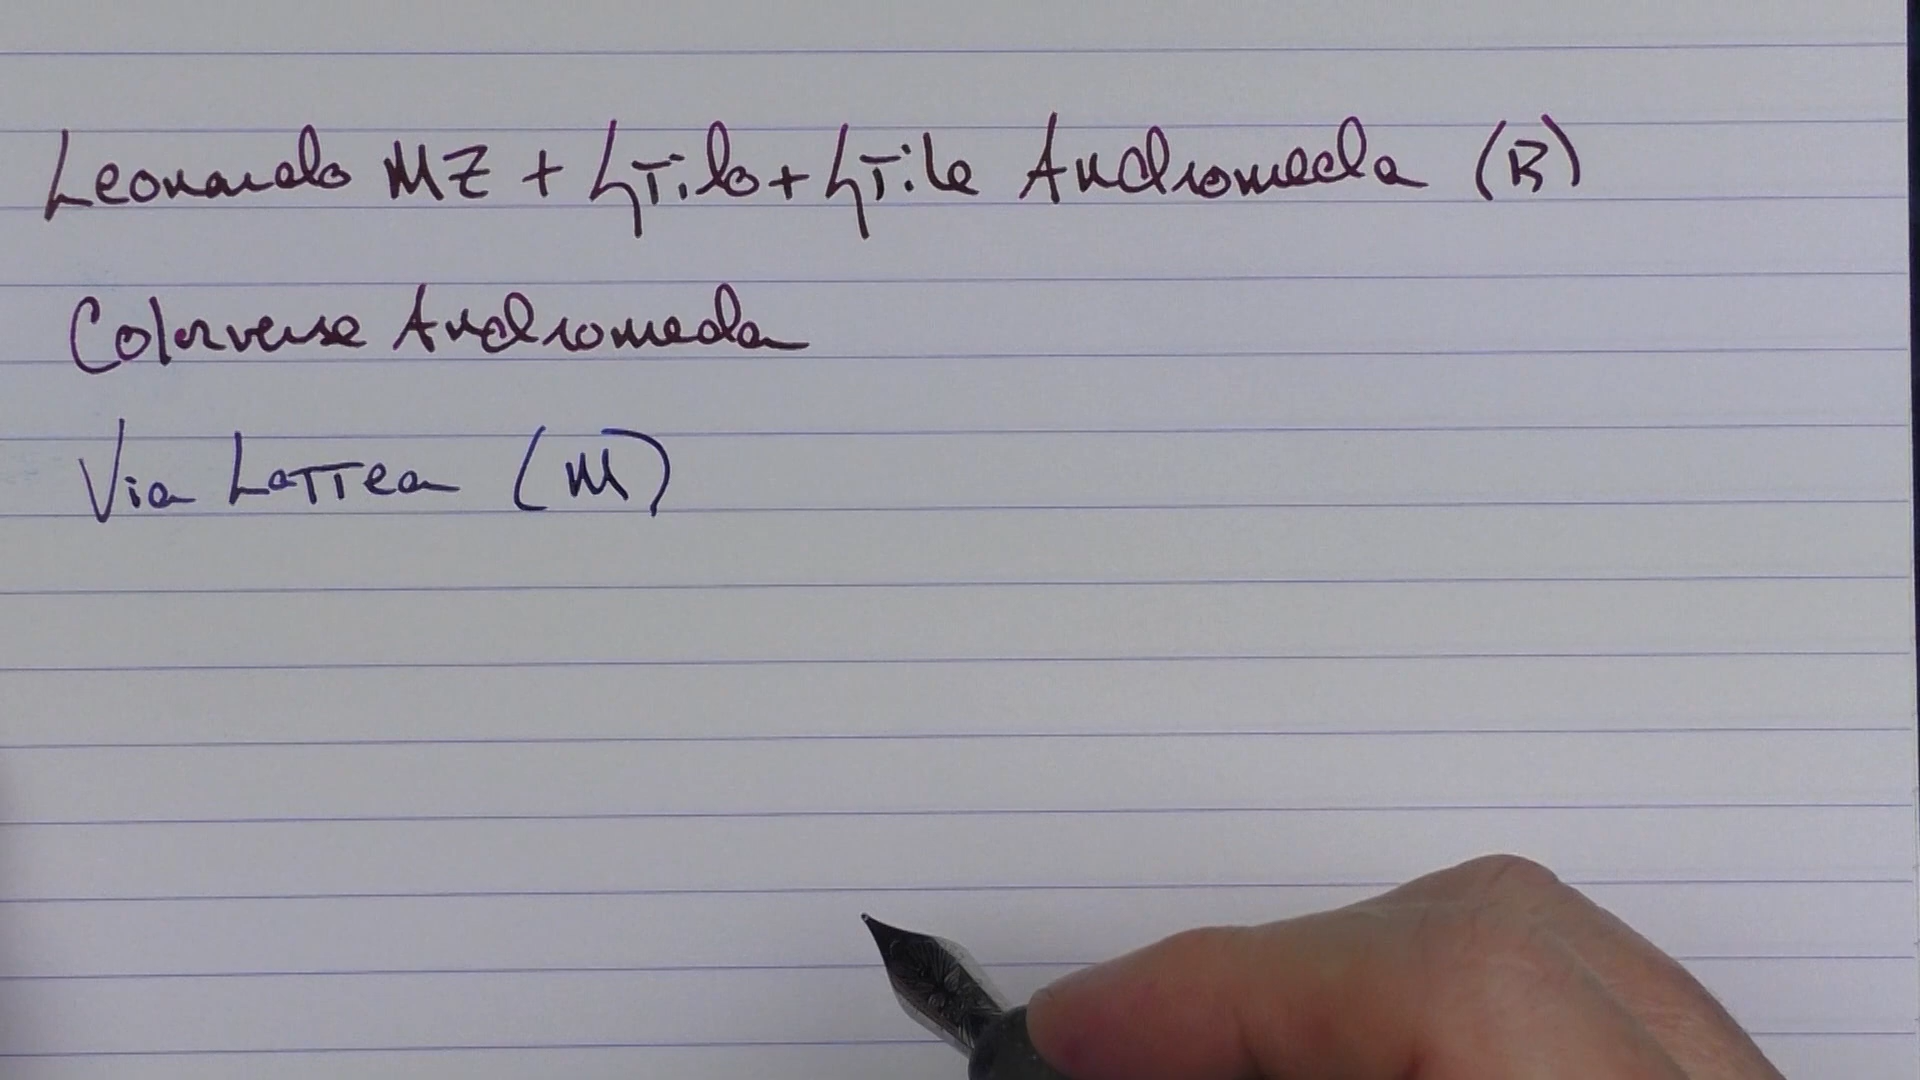 Leonardo MZ + Stilo + Stile Andromeda (B)
Colorverse Andromeda
Via Lattea (M)